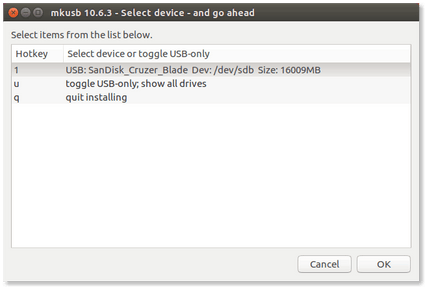 mkusb 10.6.3 - Select device - and go ahead
Select items from the list below.
Hotkey Select device or toggle USB-only
1 USB: SanDisk_Cruzer_Blade Dev: /dev/sdb Size: 16009MB
u toggle USB-only; show all drives
q quit installing
Cancel OK